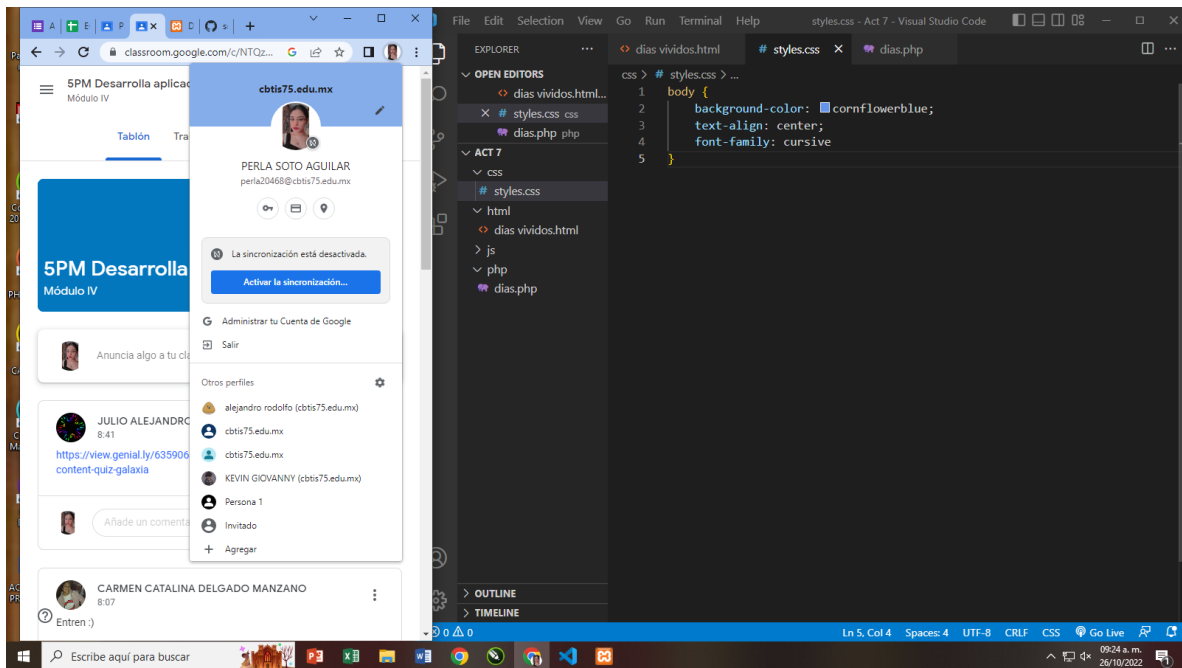 classroom.google.com/c/NTQz...
5PM Desarrolla aplicac
Módulo IV
Tablón Tra
5PM Desarrolla
Módulo IV
Anuncia algo a tu cla
JULIO ALEJANDRO
8:41
https://view.genial.ly/635906
content-quiz-galaxia
Añade un comenta
CARMEN CATALINA DELGADO MANZANO
8:07
Entren :)
cbtis75.edu.mx
PERLA SOTO AGUILAR
perla20468@cbtis75.edu.mx
La sincronización está desactivada.
Activar la sincronización...
Administrar tu Cuenta de Google
Salir
Otros perfiles
alejandro rodolfo (cbtis75.edu.mx)
cbtis75.edu.mx
cbtis75.edu.mx
KEVIN GIOVANNY (cbtis75.edu.mx)
Persona 1
Invitado
Agregar
File Edit Selection View Go Run Terminal Help styles.css - Act 7 - Visual Studio Code
EXPLORER
OPEN EDITORS
dias vividos.html...
styles.css css
dias.php php
ACT 7
css
styles.css
html
dias vividos.html
js
php
dias.php
OUTLINE
TIMELINE
dias vividos.html # styles.css dias.php
css > # styles.css > ...
1 body {
2 background-color: cornflowerblue;
3 text-align: center;
4 font-family: cursive
5 }
0 0 Ln 5, Col 4 Spaces: 4 UTF-8 CRLF CSS Go Live
Escribe aquí para buscar
09:24 a. m.
26/10/2022